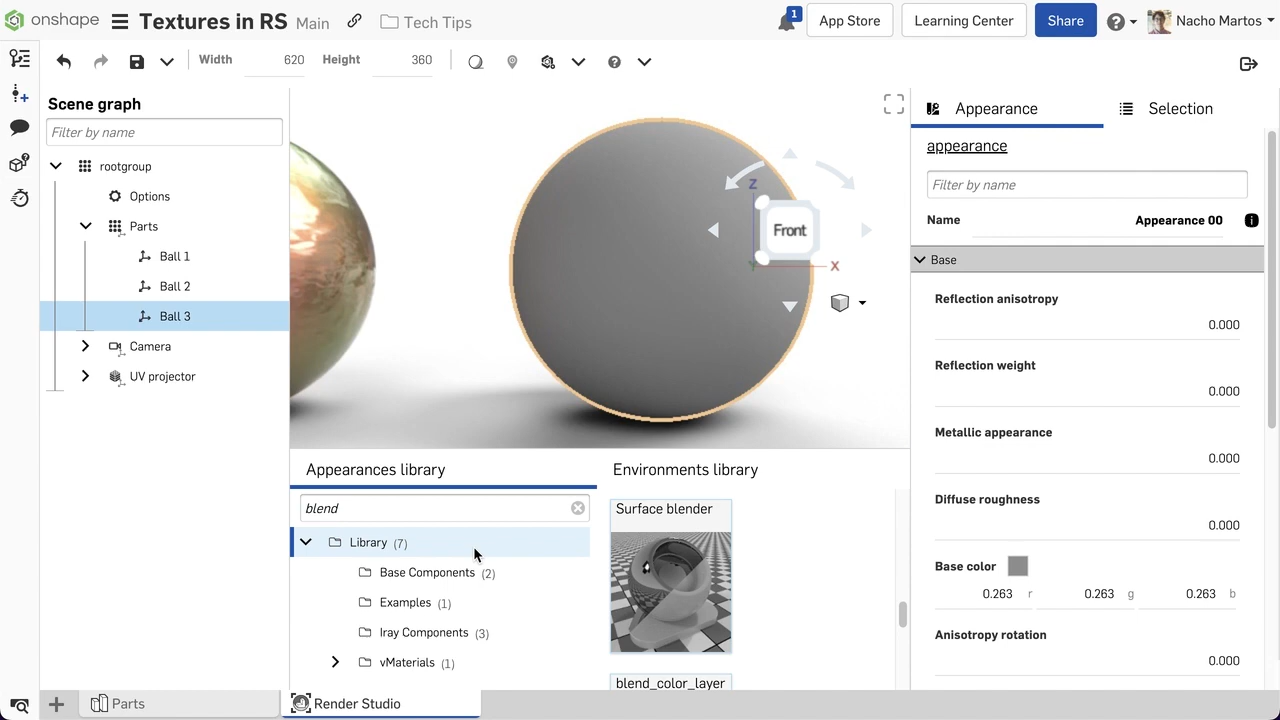 onshape
Textures in RS Main
Tech Tips
1
App Store
Learning Center
Share
Nacho Martos
Width 620 Height 360
Scene graph
Filter by name
rootgroup
Options
Parts
Ball 1
Ball 2
Ball 3
Camera
UV projector
Z
Front
X
Y
Appearances library
Environments library
blend
Library (7)
Base Components (2)
Examples (1)
Iray Components (3)
vMaterials (1)
Surface blender
blend_color_layer
Appearance
Selection
appearance
Filter by name
Name Appearance 00
Base
Reflection anisotropy
0.000
Reflection weight
0.000
Metallic appearance
0.000
Diffuse roughness
0.000
Base color
0.263 r 0.263 g 0.263 b
Anisotropy rotation
0.000
Parts
Render Studio